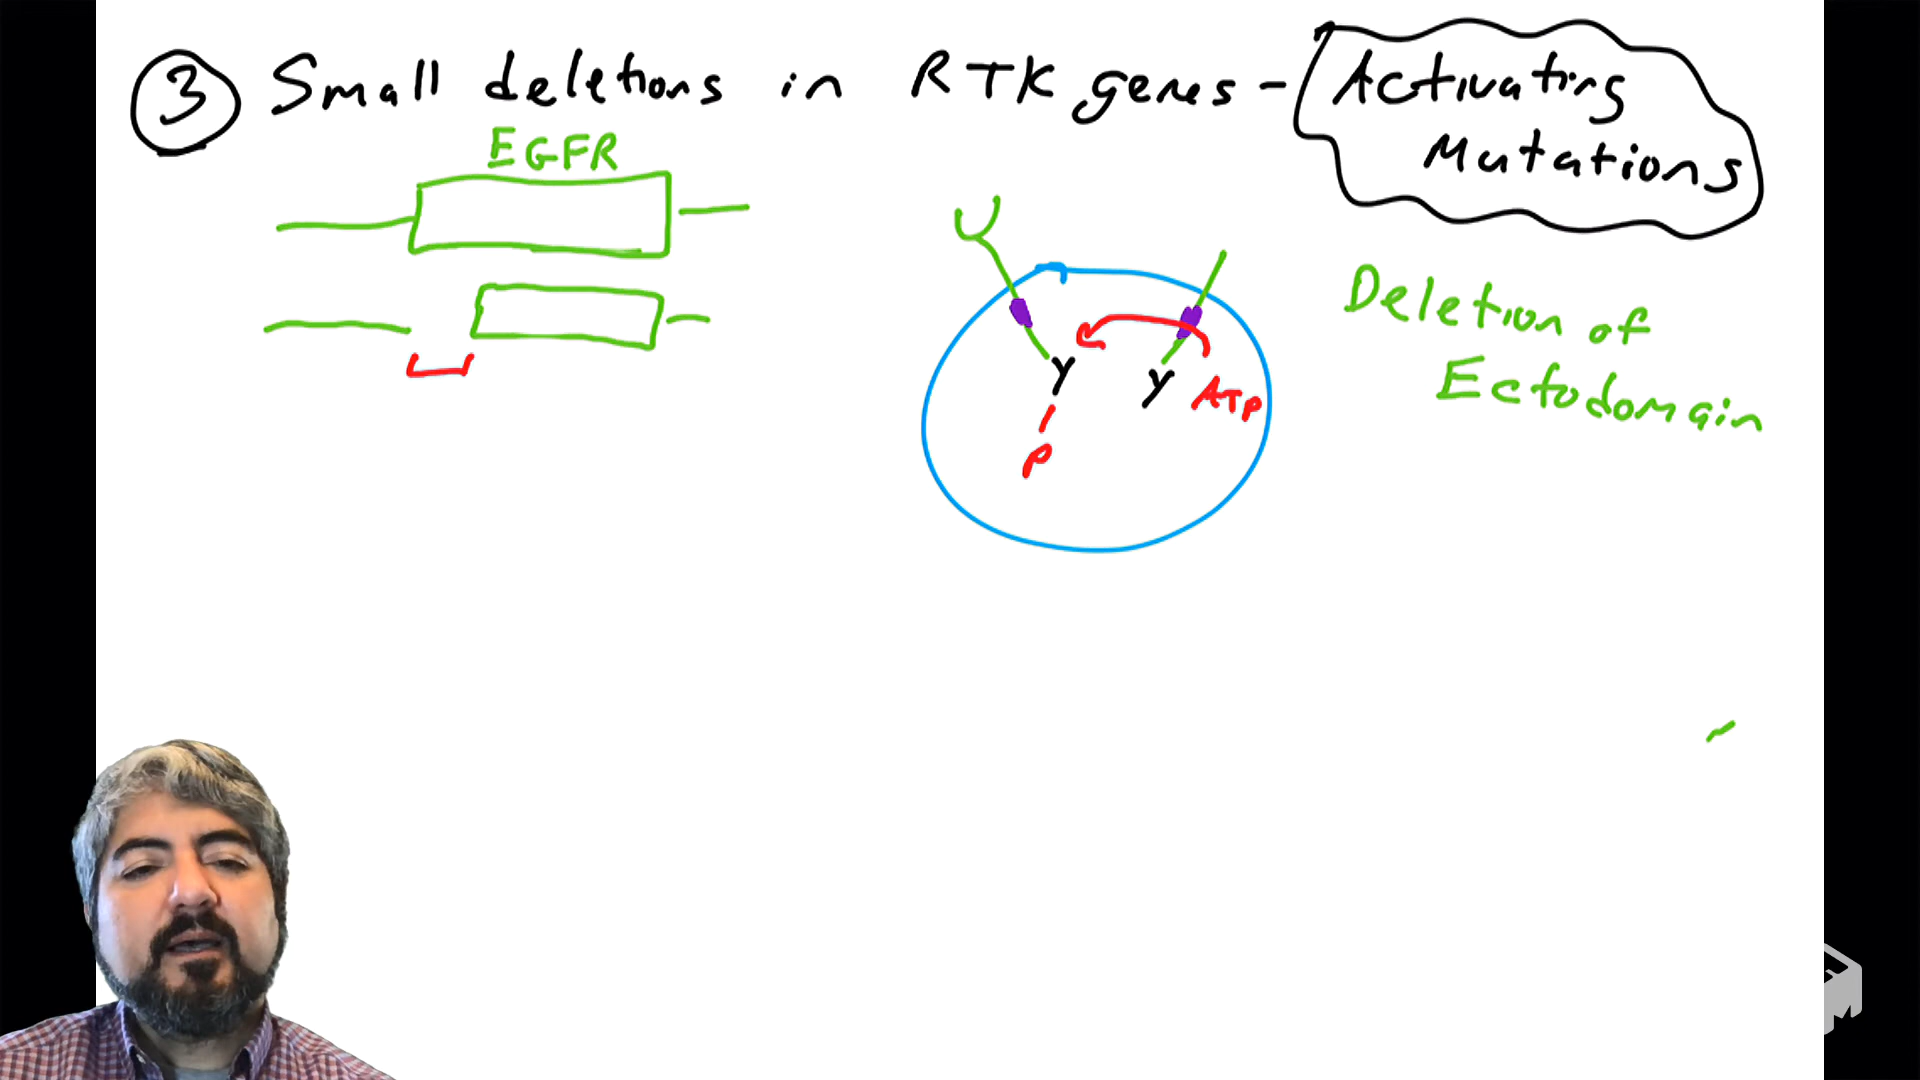 3 Small deletions in RTK genes - Activating
Mutations
EGFR
Deletion of
Ectodomain
Y
Y
ATP
P